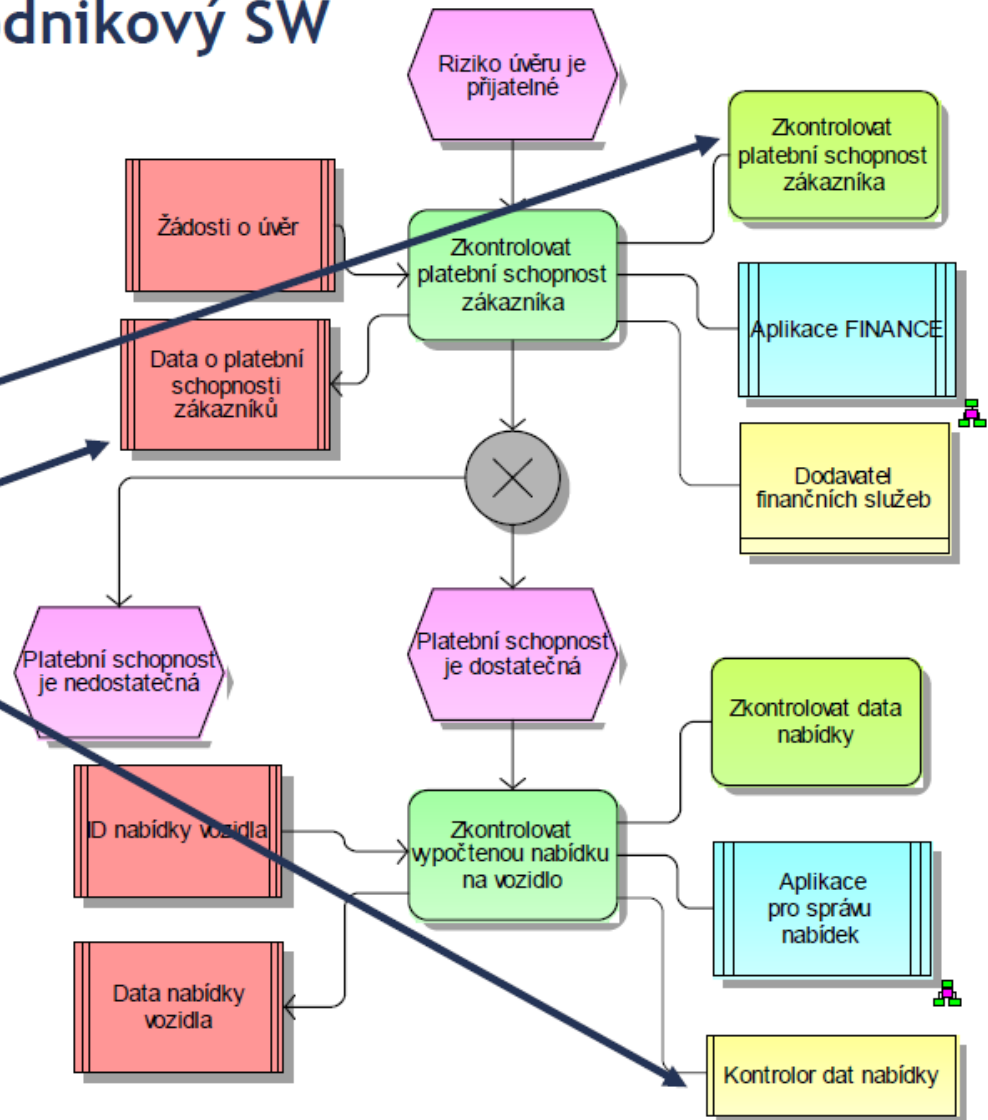 dnikový SW
Riziko úvěru je
přijatelné
Zkontrolovat
platební schopnost
zákazníka
Žádosti o úvěr
Zkontrolovat
platební schopnost
zákazníka
Aplikace FINANCE
Data o platební
schopnosti
zákazníků
Dodavatel
finančních služeb
Platební schopnost
je nedostatečná
Platební schopnost
je dostatečná
Zkontrolovat data
nabídky
ID nabídky vozidla
Zkontrolovat
vypočtenou nabídku
na vozidlo
Aplikace
pro správu
nabídek
Data nabídky
vozidla
Kontrolor dat nabídky